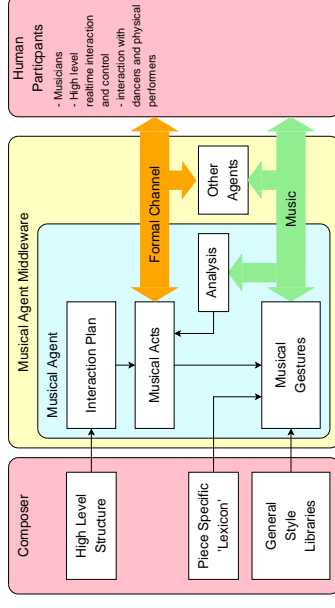 Composer
High Level
Structure
Piece Specific
'Lexicon'
General
Style
Libraries
Musical Agent Middleware
Musical Agent
Interaction Plan
Musical Acts
Analysis
Musical
Gestures
Formal Channel
Other
Agents
Music
Human
Particpants
- Musicians
- High level
realtime interaction
and control
- interaction with
dancers and physical
performers